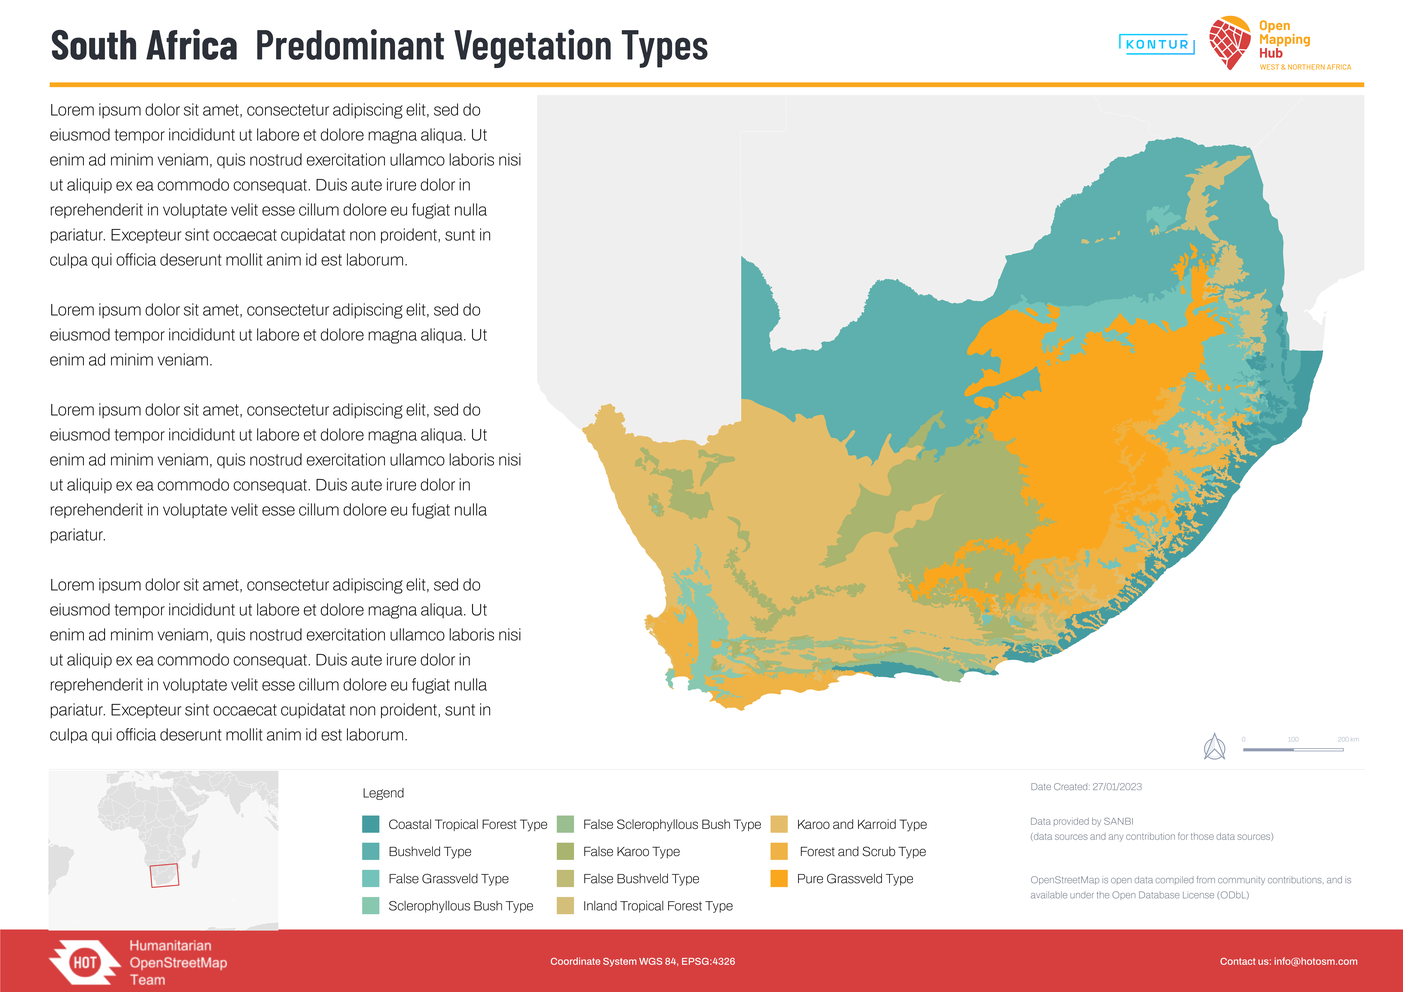 South Africa Predominant Vegetation Types
KONTUR
Open
Mapping
Hub
WEST & NORTHERN AFRICA
Lorem ipsum dolor sit amet, consectetur adipiscing elit, sed do
eiusmod tempor incididunt ut labore et dolore magna aliqua. Ut
enim ad minim veniam, quis nostrud exercitation ullamco laboris nisi
ut aliquip ex ea commodo consequat. Duis aute irure dolor in
reprehenderit in voluptate velit esse cillum dolore eu fugiat nulla
pariatur. Excepteur sint occaecat cupidatat non proident, sunt in
culpa qui officia deserunt mollit anim id est laborum.
Lorem ipsum dolor sit amet, consectetur adipiscing elit, sed do
eiusmod tempor incididunt ut labore et dolore magna aliqua. Ut
enim ad minim veniam.
Lorem ipsum dolor sit amet, consectetur adipiscing elit, sed do
eiusmod tempor incididunt ut labore et dolore magna aliqua. Ut
enim ad minim veniam, quis nostrud exercitation ullamco laboris nisi
ut aliquip ex ea commodo consequat. Duis aute irure dolor in
reprehenderit in voluptate velit esse cillum dolore eu fugiat nulla
pariatur.
Lorem ipsum dolor sit amet, consectetur adipiscing elit, sed do
eiusmod tempor incididunt ut labore et dolore magna aliqua. Ut
enim ad minim veniam, quis nostrud exercitation ullamco laboris nisi
ut aliquip ex ea commodo consequat. Duis aute irure dolor in
reprehenderit in voluptate velit esse cillum dolore eu fugiat nulla
pariatur. Excepteur sint occaecat cupidatat non proident, sunt in
culpa qui officia deserunt mollit anim id est laborum.
0 100 200 km
Legend
Coastal Tropical Forest Type
Bushveld Type
False Grassveld Type
Sclerophyllous Bush Type
False Sclerophyllous Bush Type
False Karoo Type
False Bushveld Type
Inland Tropical Forest Type
Karoo and Karroid Type
Forest and Scrub Type
Pure Grassveld Type
Date Created: 27/01/2023
Data provided by SANBI
(data sources and any contribution for those data sources)
OpenStreetMap is open data compiled from community contributions, and is
available under the Open Database License (ODbL)
HOT
Humanitarian
OpenStreetMap
Team
Coordinate System WGS 84, EPSG:4326
Contact us: info@hotosm.com